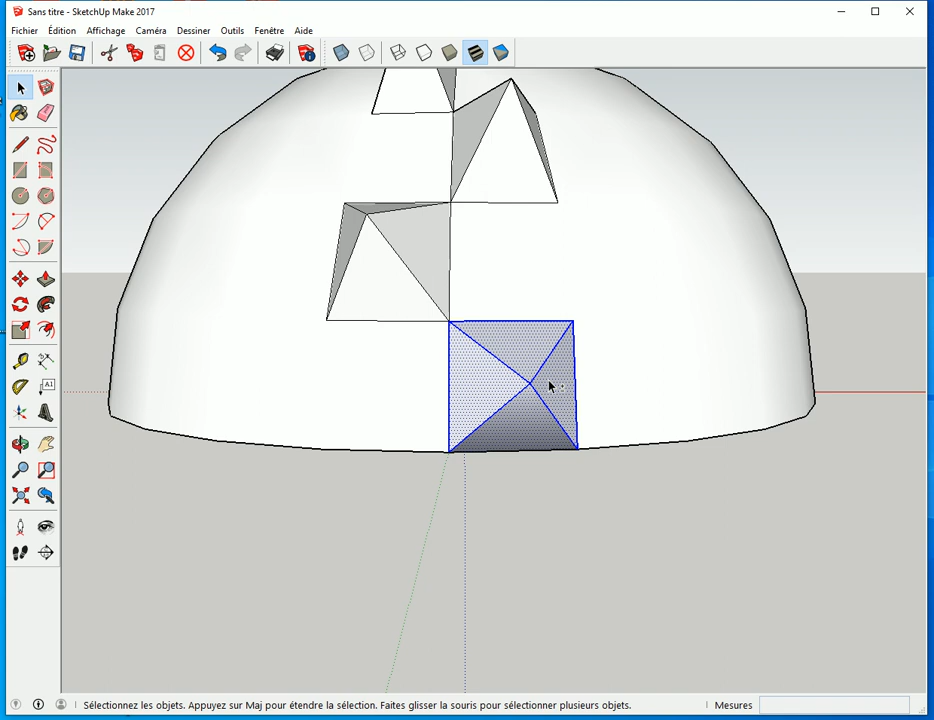 Sans titre - SketchUp Make 2017
Fichier Édition Affichage Caméra Dessiner Outils Fenêtre Aide
A1
Sélectionnez les objets. Appuyez sur Maj pour étendre la sélection. Faites glisser la souris pour sélectionner plusieurs objets. Mesures